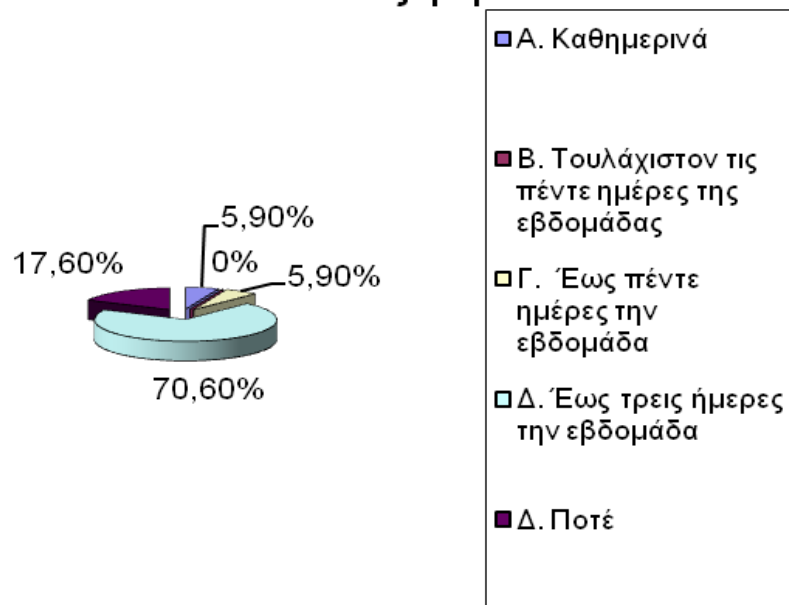 5,90%
0%
5,90%
17,60%
70,60%
Α. Καθημερινά
Β. Τουλάχιστον τις
πέντε ημέρες της
εβδομάδας
Γ. Έως πέντε
ημέρες την
εβδομάδα
Δ. Έως τρεις ήμερες
την εβδομάδα
Δ. Ποτέ